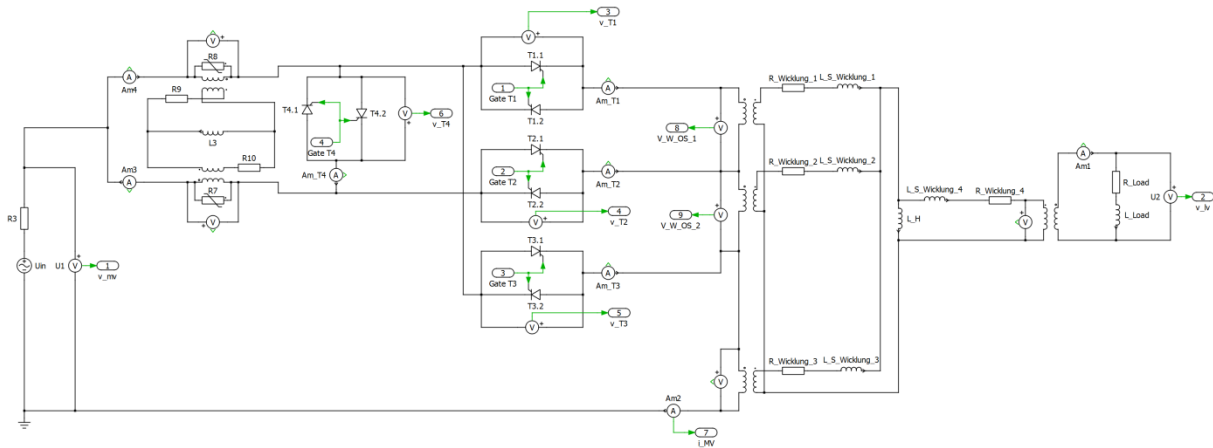 3
v_T1
V
R8
A
Am4
V
T1.1
R9
1
Gate T1
T1.2
A
Am_T1
R_Wicklung_1
L_S_Wicklung_1
T4.1
T4.2
V
6
v_T4
4
Gate T4
8
V_W_OS_1
V
L3
R10
T2.1
2
Gate T2
T2.2
A
Am_T2
R_Wicklung_2
L_S_Wicklung_2
A
Am1
Am3
A
Am_T4
A
R7
V
V
4
v_T2
9
V_W_OS_2
V
L_S_Wicklung_4
R_Wicklung_4
L_H
V
R_Load
L_Load
U2
V
2
v_lv
R3
Uin
U1
V
1
v_mv
T3.1
3
Gate T3
T3.2
A
Am_T3
V
5
v_T3
R_Wicklung_3
L_S_Wicklung_3
V
Am2
A
7
i_MV